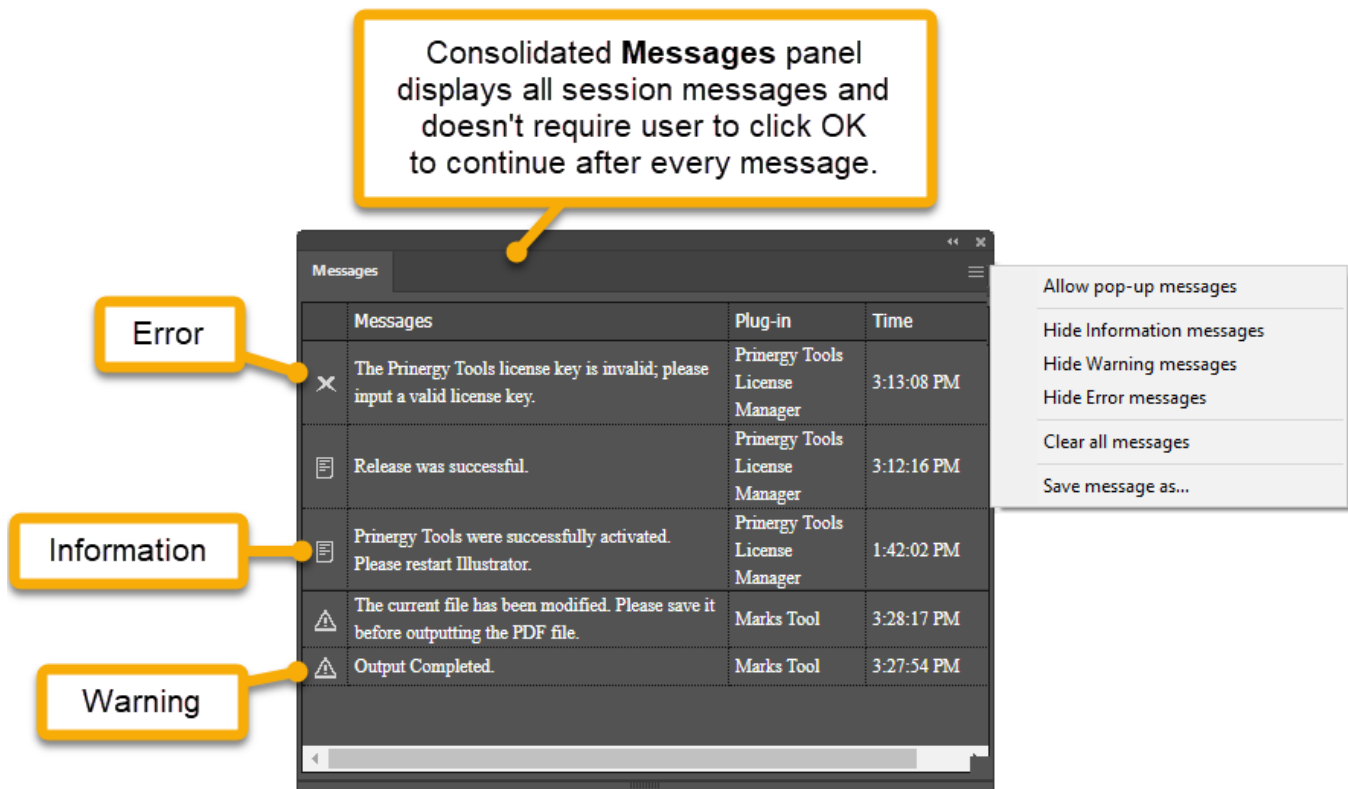 Consolidated Messages panel
displays all session messages and
doesn't require user to click OK
to continue after every message.
Messages
Error
Information
Warning
Messages Plug-in Time
The Prinergy Tools license key is invalid; please
input a valid license key.
Prinergy Tools
License
Manager
3:13:08 PM
Release was successful.
Prinergy Tools
License
Manager
3:12:16 PM
Prinergy Tools were successfully activated.
Please restart Illustrator.
Prinergy Tools
License
Manager
1:42:02 PM
The current file has been modified. Please save it
before outputting the PDF file.
Marks Tool
3:28:17 PM
Output Completed.
Marks Tool
3:27:54 PM
Allow pop-up messages
Hide Information messages
Hide Warning messages
Hide Error messages
Clear all messages
Save message as...